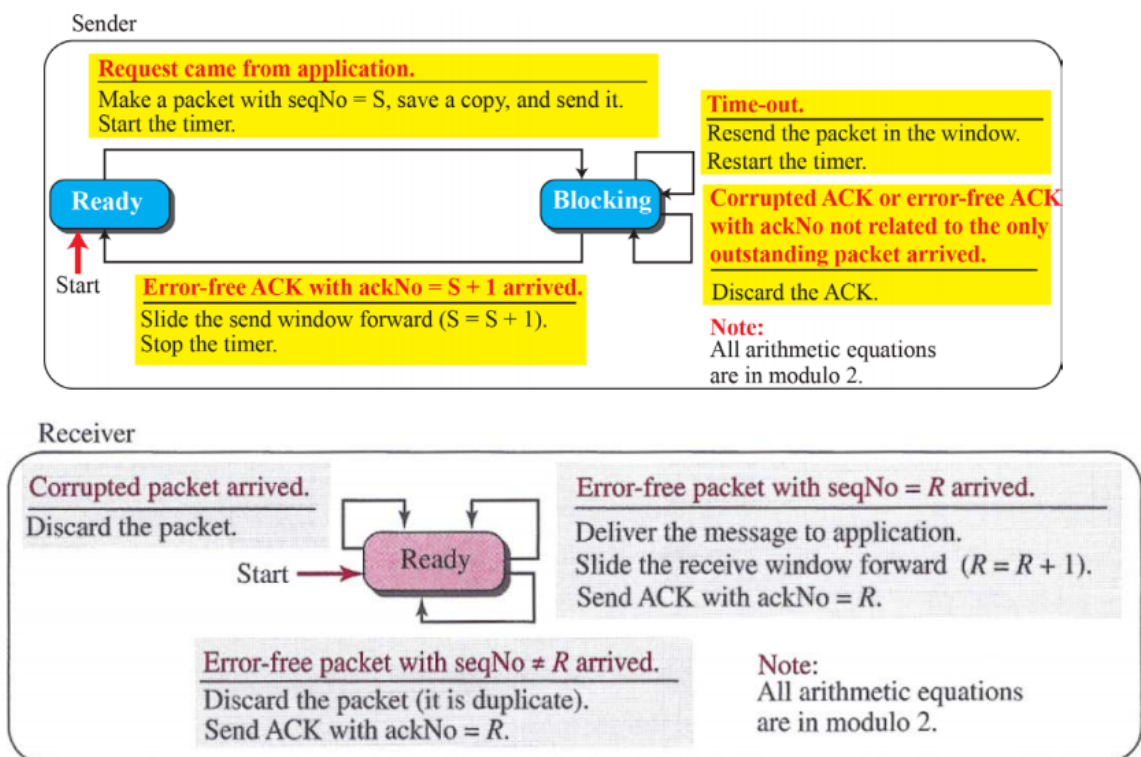 Sender
Request came from application.
Make a packet with seqNo = S, save a copy, and send it.
Start the timer.
Time-out.
Resend the packet in the window.
Restart the timer.
Ready
Blocking
Corrupted ACK or error-free ACK
with ackNo not related to the only
outstanding packet arrived.
Discard the ACK.
Start
Error-free ACK with ackNo = S + 1 arrived.
Slide the send window forward (S = S + 1).
Stop the timer.
Note:
All arithmetic equations
are in modulo 2.
Receiver
Corrupted packet arrived.
Discard the packet.
Ready
Start
Error-free packet with seqNo = R arrived.
Deliver the message to application.
Slide the receive window forward (R = R + 1).
Send ACK with ackNo = R.
Error-free packet with seqNo ≠ R arrived.
Discard the packet (it is duplicate).
Send ACK with ackNo = R.
Note:
All arithmetic equations
are in modulo 2.